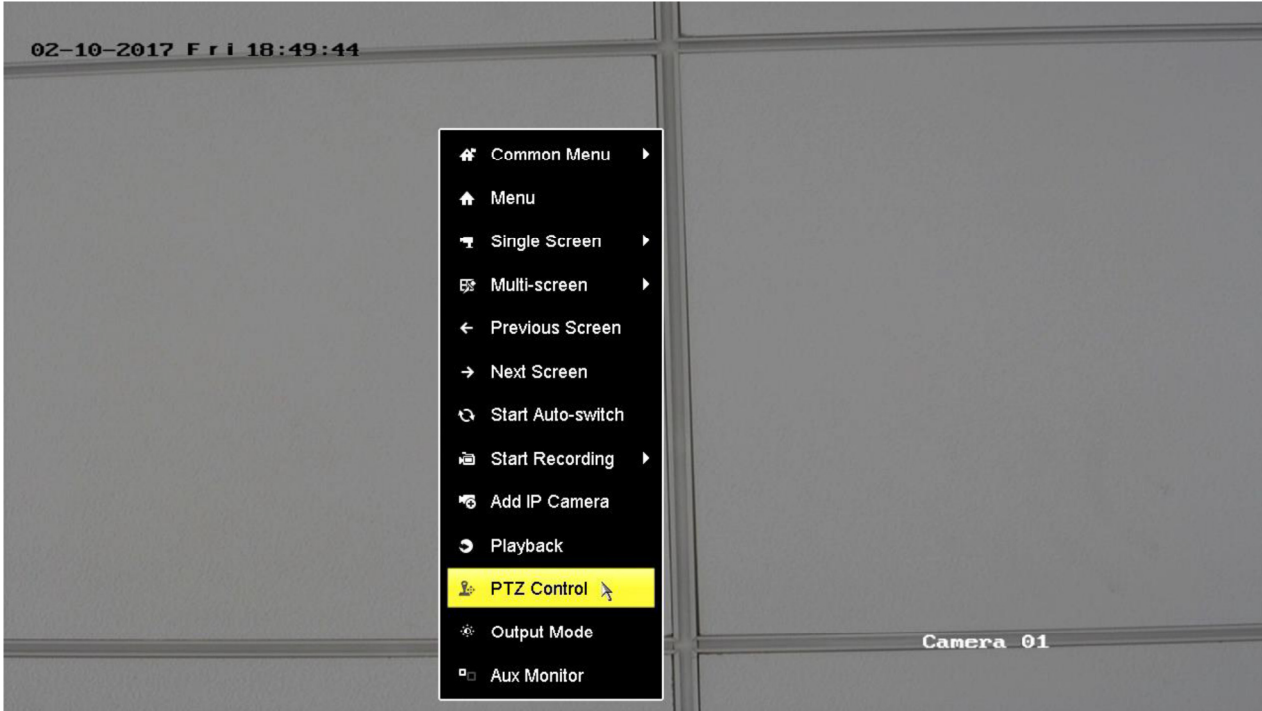 02-10-2017 Fri 18:49:44
Common Menu
Menu
Single Screen
Multi-screen
Previous Screen
Next Screen
Start Auto-switch
Start Recording
Add IP Camera
Playback
PTZ Control
Output Mode
Camera 01
Aux Monitor